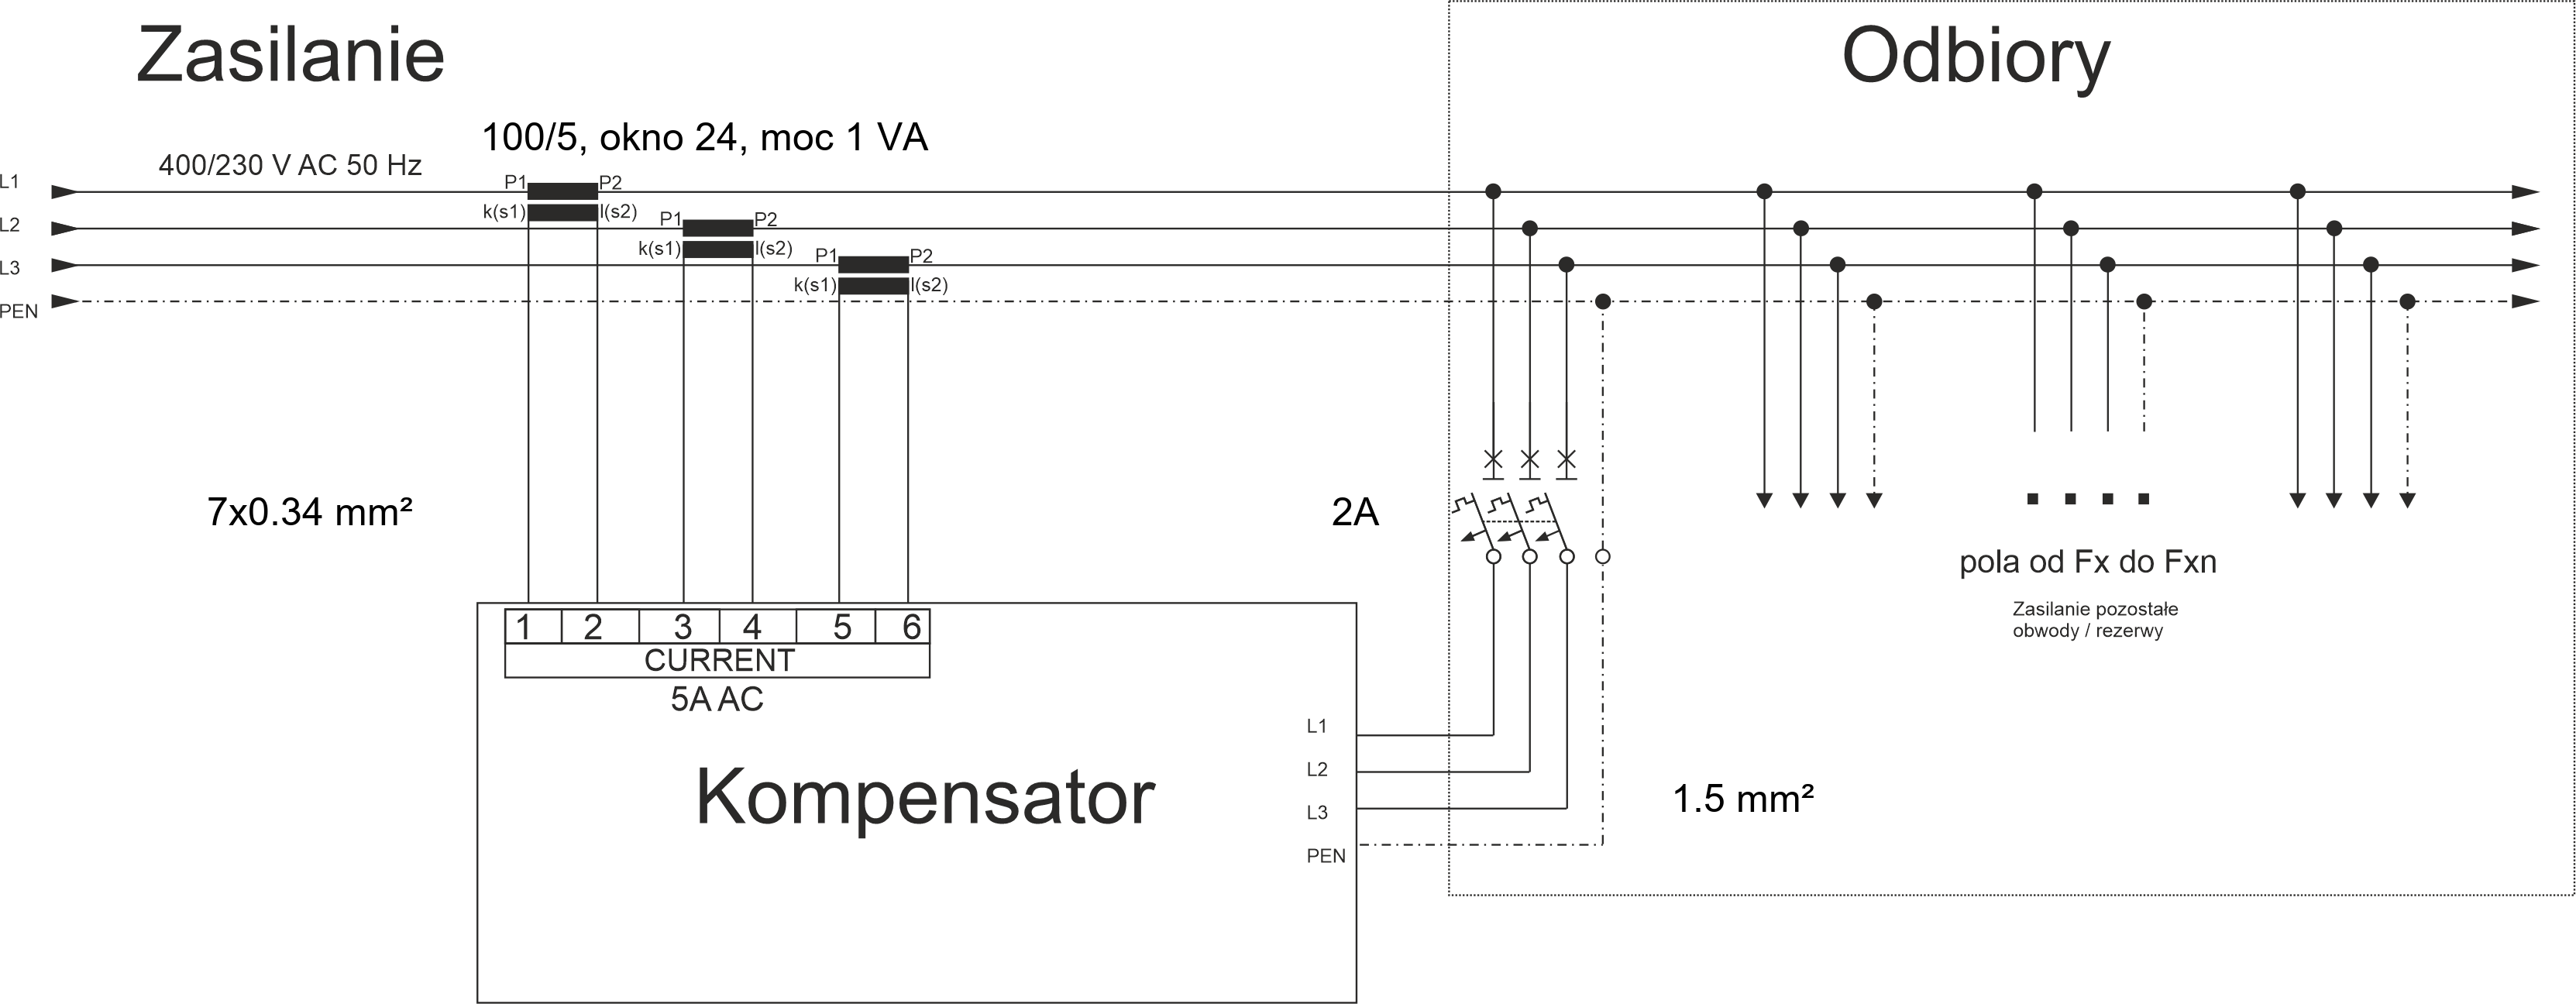 Zasilanie
Odbiory
100/5, okno 24, moc 1 VA
400/230 V AC 50 Hz
L1
P1
P2
k(s1)
l(s2)
L2
P1
P2
k(s1)
l(s2)
L3
P1
P2
k(s1)
l(s2)
PEN
7x0.34 mm²
2A
pola od Fx do Fxn
Zasilanie pozostałe
obwody / rezerwy
1 2 3 4 5 6
CURRENT
5A AC
Kompensator
L1
L2
L3
PEN
1.5 mm²